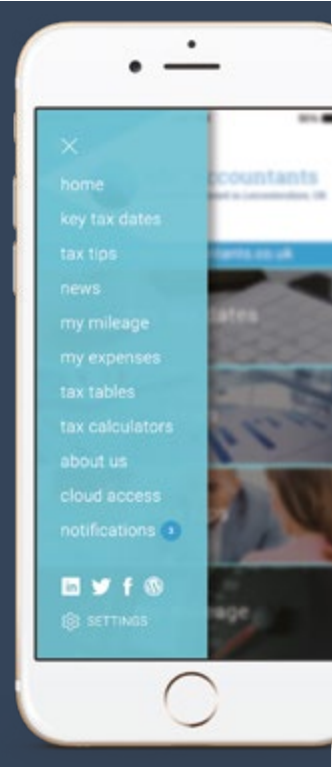 home
key tax dates
tax tips
news
my mileage
my expenses
tax tables
tax calculators
about us
cloud access
notifications 3
SETTINGS